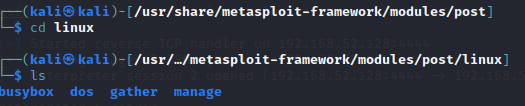 ┌──(kali㉿kali)-[/usr/share/metasploit-framework/modules/post]
└─$ cd linux
┌──(kali㉿kali)-[/usr/…/metasploit-framework/modules/post/linux]
└─$ ls
busybox dos gather manage